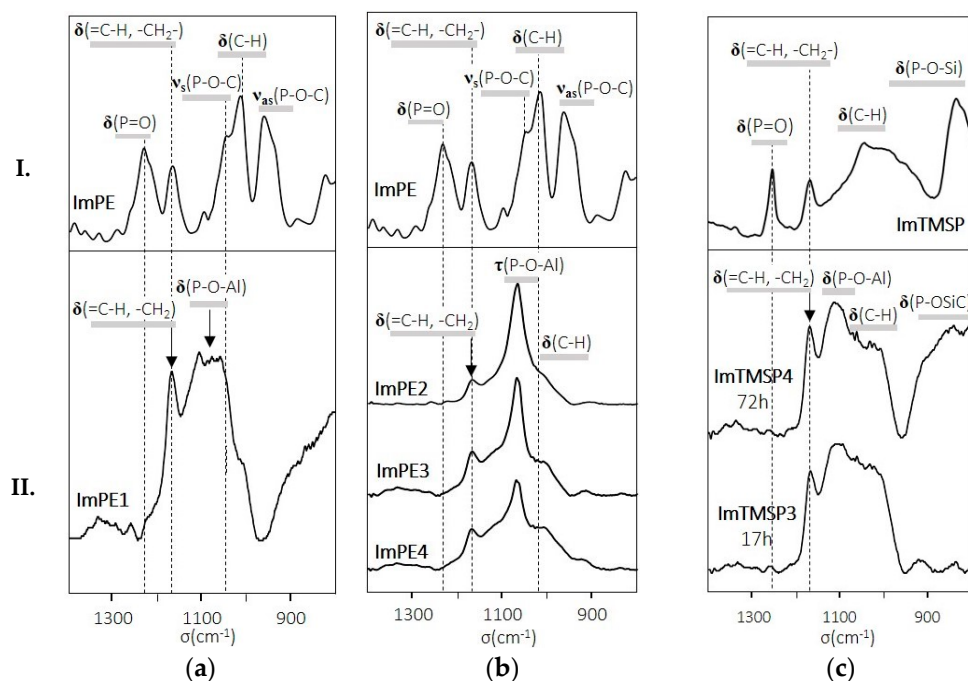 δ(=C-H, -CH2-)
δ(C-H)
νs(P-O-C)
νas(P-O-C)
δ(P=O)
ImPE
I.
δ(=C-H, -CH2-)
δ(C-H)
νs(P-O-C)
νas(P-O-C)
δ(P=O)
ImPE
δ(=C-H, -CH2-)
δ(P-O-Si)
δ(C-H)
δ(P=O)
ImTMSP
II.
δ(P-O-Al)
δ(=C-H, -CH2)
ImPE1
1300
1100
900
σ(cm-1)
(a)
τ(P-O-Al)
δ(=C-H, -CH2)
δ(C-H)
ImPE2
ImPE3
ImPE4
1300
1100
900
σ(cm-1)
(b)
δ(=C-H, -CH2)
δ(P-O-Al)
δ(P-OSiC)
δ(C-H)
ImTMSP4
72h
ImTMSP3
17h
1300
1100
900
σ(cm-1)
(c)